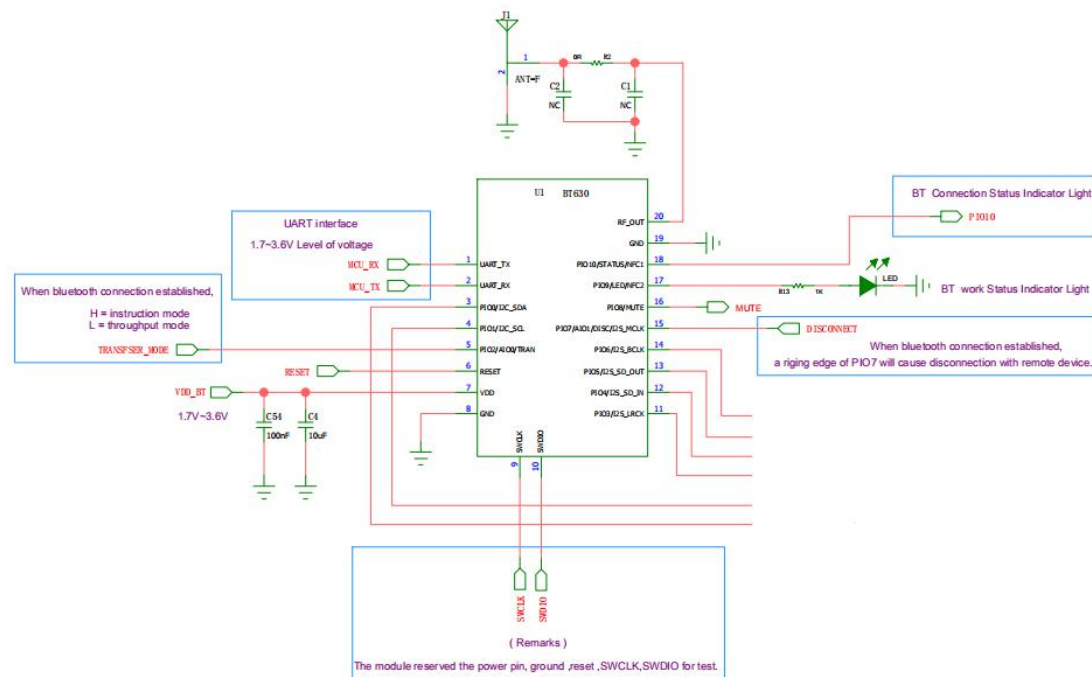 J1
1
2
ANT-F
0R
R2
C2
NC
C1
NC
U1 BT630
UART interface
1.7~3.6V Level of voltage
MCU_RX
MCU_TX
When bluetooth connection established,
H = instruction mode
L = throughput mode
TRANSFSER_MODE
RESET
VDD_BT
1.7V~3.6V
C54
100nF
C4
10uF
1 UART_TX
2 UART_RX
3 PIO0/I2C_SDA
4 PIO1/I2C_SCL
5 PIO2/AIO0/TRAN
6 RESET
7 VDD
8 GND
SWCLK 9
SWDIO 10
RF_OUT 20
GND 19
PIO10/STATUS/NFC1 18
PIO9/LED/NFC2 17
PIO8/MUTE 16
PIO7/AIO1/DISC/I2S_MCLK 15
PIO6/I2S_BCLK 14
PIO5/I2S_SD_OUT 13
PIO4/I2S_SD_IN 12
PIO3/I2S_LRCK 11
BT Connection Status Indicator Light
PIO10
R13 1K
LED
BT work Status Indicator Light
MUTE
DISCONNECT
When bluetooth connection established,
a riging edge of PIO7 will cause disconnection with remote device.
SWCLK
SWDIO
( Remarks )
The module reserved the power pin, ground ,reset ,SWCLK,SWDIO for test.